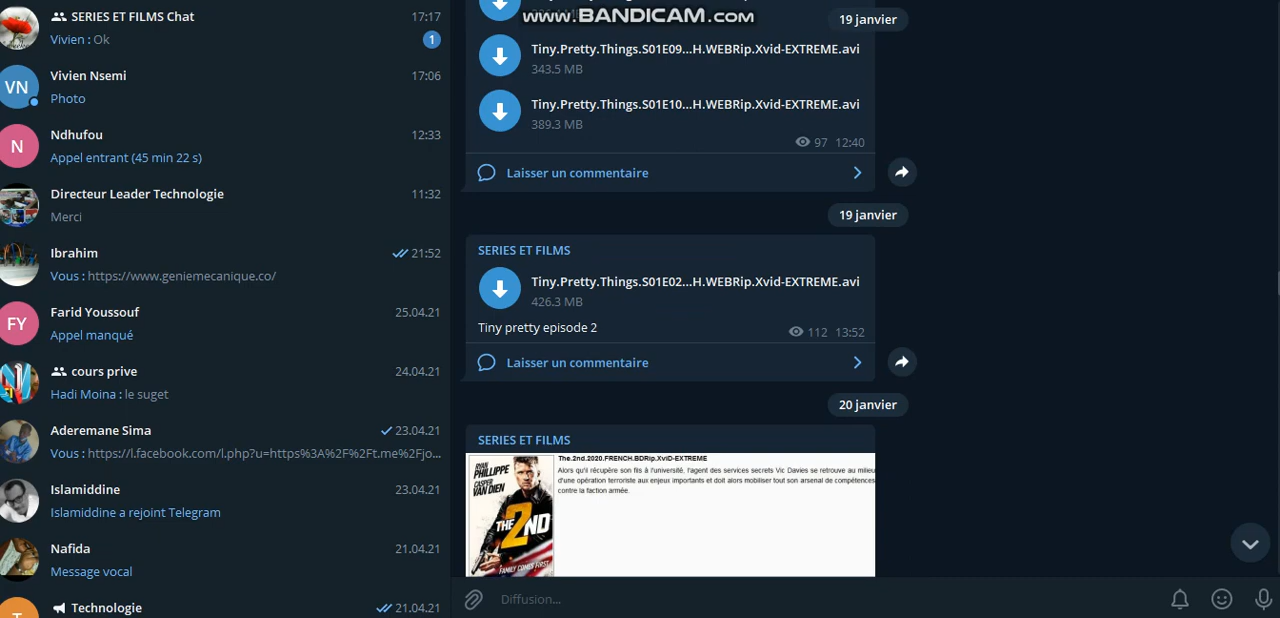 SERIES ET FILMS Chat 17:17
Vivien : Ok 1
VN Vivien Nsemi 17:06
Photo
N Ndhufou 12:33
Appel entrant (45 min 22 s)
Directeur Leader Technologie 11:32
Merci
Ibrahim 21:52
Vous : https://www.geniemecanique.co/
FY Farid Youssouf 25.04.21
Appel manqué
cours prive 24.04.21
Hadi Moina : le suget
Aderemane Sima 23.04.21
Vous : https://l.facebook.com/l.php?u=https%3A%2F%2Ft.me%2Fjo...
Islamiddine 23.04.21
Islamiddine a rejoint Telegram
Nafida 21.04.21
Message vocal
Technologie 21.04.21
www.BANDICAM.com
19 janvier
Tiny.Pretty.Things.S01E09...H.WEBRip.Xvid-EXTREME.avi
343.5 MB
Tiny.Pretty.Things.S01E10...H.WEBRip.Xvid-EXTREME.avi
389.3 MB
97 12:40
Laisser un commentaire
19 janvier
SERIES ET FILMS
Tiny.Pretty.Things.S01E02...H.WEBRip.Xvid-EXTREME.avi
426.3 MB
Tiny pretty episode 2
112 13:52
Laisser un commentaire
20 janvier
SERIES ET FILMS
The.2nd.2020.FRENCH.BDRip.XviD-EXTREME
Alors qu'il récupère son fils à l'université, l'agent des services secrets Vic Davies se retrouve au milieu
d'une opération terroriste aux enjeux importants et doit alors mobiliser tout son arsenal de compétences
contre la faction armée.
RYAN
PHILLIPPE
CASPER
VAN DIEN
THE 2ND
FAMILY COMES FIRST
Diffusion...